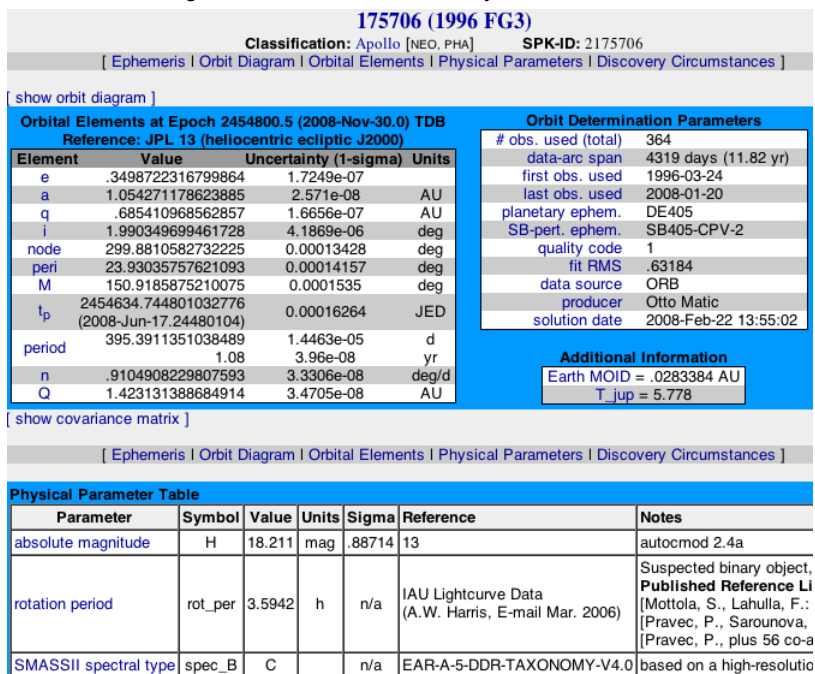 175706 (1996 FG3)
Classification: Apollo [NEO, PHA] SPK-ID: 2175706
[ Ephemeris | Orbit Diagram | Orbital Elements | Physical Parameters | Discovery Circumstances ]
[ show orbit diagram ]
Orbital Elements at Epoch 2454800.5 (2008-Nov-30.0) TDB
Reference: JPL 13 (heliocentric ecliptic J2000)
Element Value Uncertainty (1-sigma) Units
e .3498722316799864 1.7249e-07
a 1.054271178623885 2.571e-08 AU
q .685410968562857 1.6656e-07 AU
i 1.990349699461728 4.1869e-06 deg
node 299.8810582732225 0.00013428 deg
peri 23.93035757621093 0.00014157 deg
M 150.9185875210075 0.0001535 deg
tp 2454634.744801032776 (2008-Jun-17.24480104) 0.00016264 JED
period 395.3911351038489 1.4463e-05 d
1.08 3.96e-08 yr
n .9104908229807593 3.3306e-08 deg/d
Q 1.423131388684914 3.4705e-08 AU
Orbit Determination Parameters
# obs. used (total) 364
data-arc span 4319 days (11.82 yr)
first obs. used 1996-03-24
last obs. used 2008-01-20
planetary ephem. DE405
SB-pert. ephem. SB405-CPV-2
quality code 1
fit RMS .63184
data source ORB
producer Otto Matic
solution date 2008-Feb-22 13:55:02
Additional Information
Earth MOID = .0283384 AU
T_jup = 5.778
[ show covariance matrix ]
[ Ephemeris | Orbit Diagram | Orbital Elements | Physical Parameters | Discovery Circumstances ]
Physical Parameter Table
Parameter Symbol Value Units Sigma Reference Notes
absolute magnitude H 18.211 mag .88714 13 autocmod 2.4a
rotation period rot_per 3.5942 h n/a IAU Lightcurve Data
(A.W. Harris, E-mail Mar. 2006)
Suspected binary object,
Published Reference Li
[Mottola, S., Lahulla, F.:
[Pravec, P., Sarounova,
[Pravec, P., plus 56 co-a
SMASSII spectral type spec_B C n/a EAR-A-5-DDR-TAXONOMY-V4.0 based on a high-resolutio